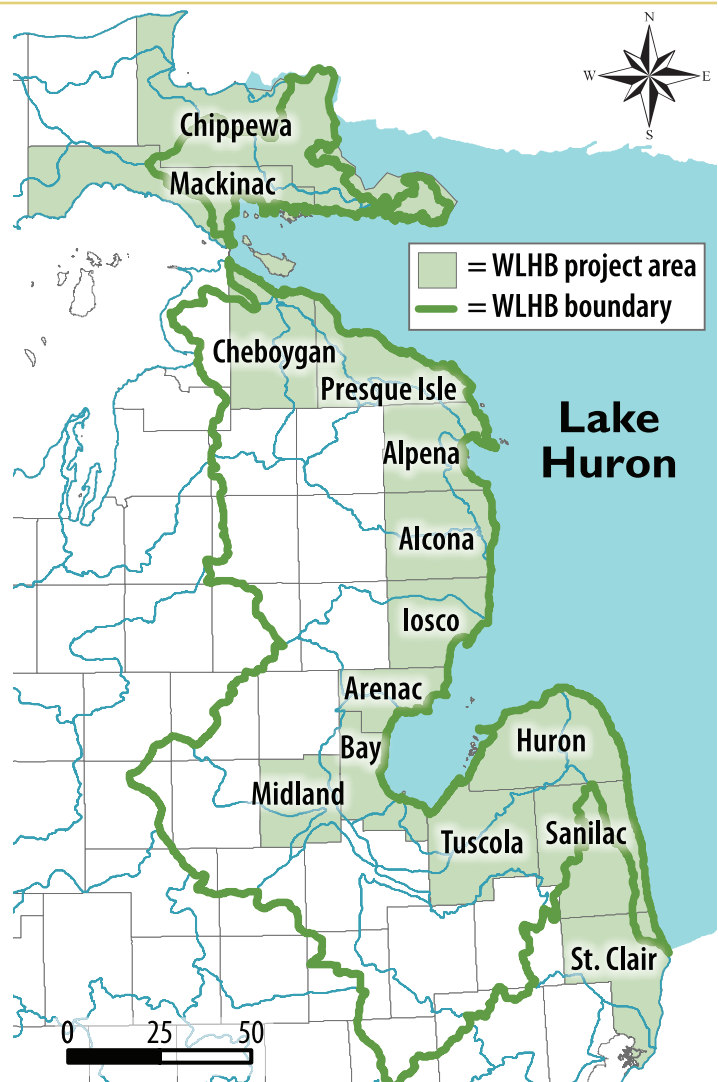 N
W E
S
Chippewa
Mackinac
= WLHB project area
= WLHB boundary
Cheboygan
Presque Isle
Lake
Huron
Alpena
Alcona
Iosco
Arenac
Huron
Bay
Midland
Sanilac
Tuscola
St. Clair
0 25 50